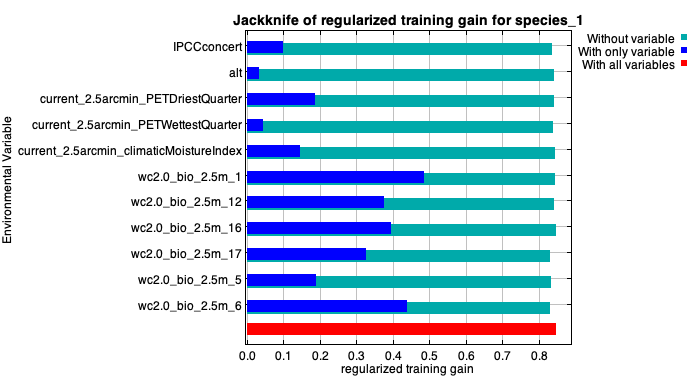 Jackknife of regularized training gain for species_1
Without variable
With only variable
With all variables
Environmental Variable
IPCCconcert
alt
current_2.5arcmin_PETDriestQuarter
current_2.5arcmin_PETWettestQuarter
current_2.5arcmin_climaticMoistureIndex
wc2.0_bio_2.5m_1
wc2.0_bio_2.5m_12
wc2.0_bio_2.5m_16
wc2.0_bio_2.5m_17
wc2.0_bio_2.5m_5
wc2.0_bio_2.5m_6
0.0 0.1 0.2 0.3 0.4 0.5 0.6 0.7 0.8
regularized training gain